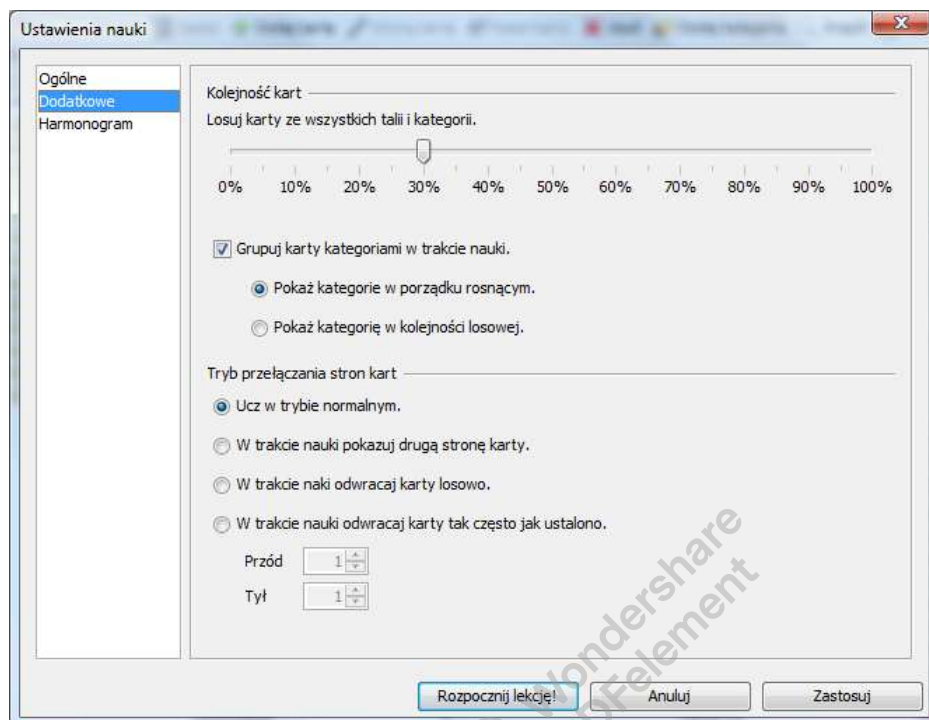 Ustawienia nauki
Ogólne
Dodatkowe
Harmonogram
Kolejność kart
Losuj karty ze wszystkich talii i kategorii.
0% 10% 20% 30% 40% 50% 60% 70% 80% 90% 100%
Grupuj karty kategoriami w trakcie nauki.
Pokaż kategorie w porządku rosnącym.
Pokaż kategorię w kolejności losowej.
Tryb przełączania stron kart
Ucz w trybie normalnym.
W trakcie nauki pokazuj drugą stronę karty.
W trakcie naki odwracaj karty losowo.
W trakcie nauki odwracaj karty tak często jak ustalono.
Przód 1
Tył 1
Wondershare
PDFelement
Rozpocznij lekcję! Anuluj Zastosuj